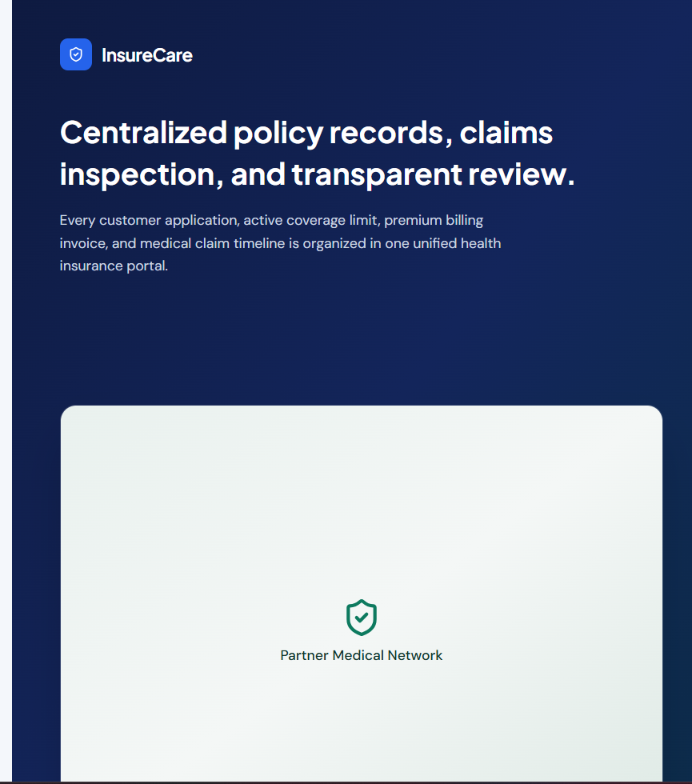 InsureCare
Centralized policy records, claims
inspection, and transparent review.
Every customer application, active coverage limit, premium billing
invoice, and medical claim timeline is organized in one unified health
insurance portal.
Partner Medical Network